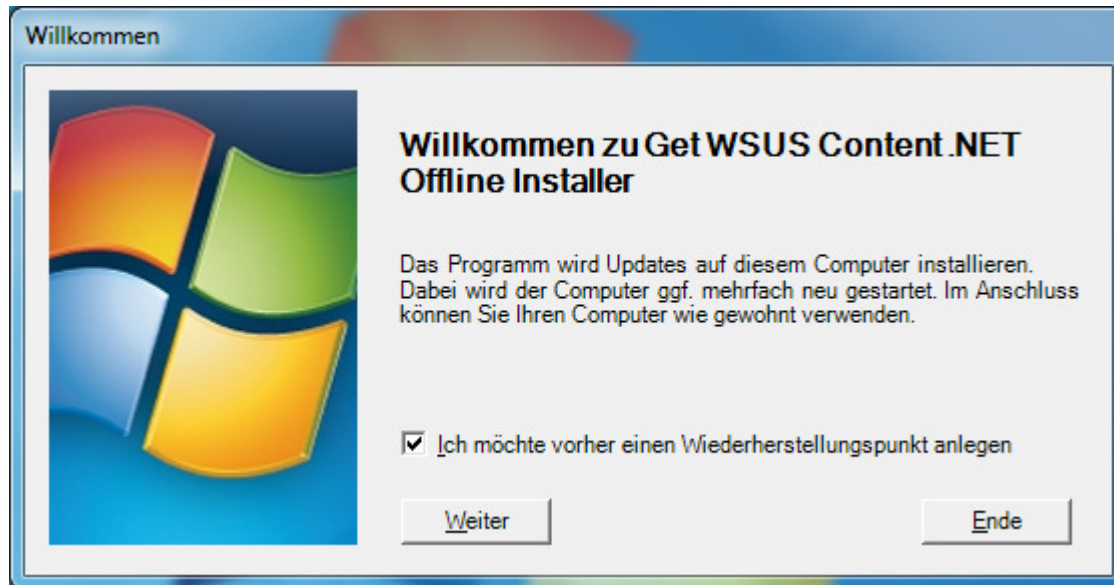 Willkommen
Willkommen zu Get WSUS Content .NET
Offline Installer
Das Programm wird Updates auf diesem Computer installieren.
Dabei wird der Computer ggf. mehrfach neu gestartet. Im Anschluss
können Sie Ihren Computer wie gewohnt verwenden.
Ich möchte vorher einen Wiederherstellungspunkt anlegen
Weiter
Ende